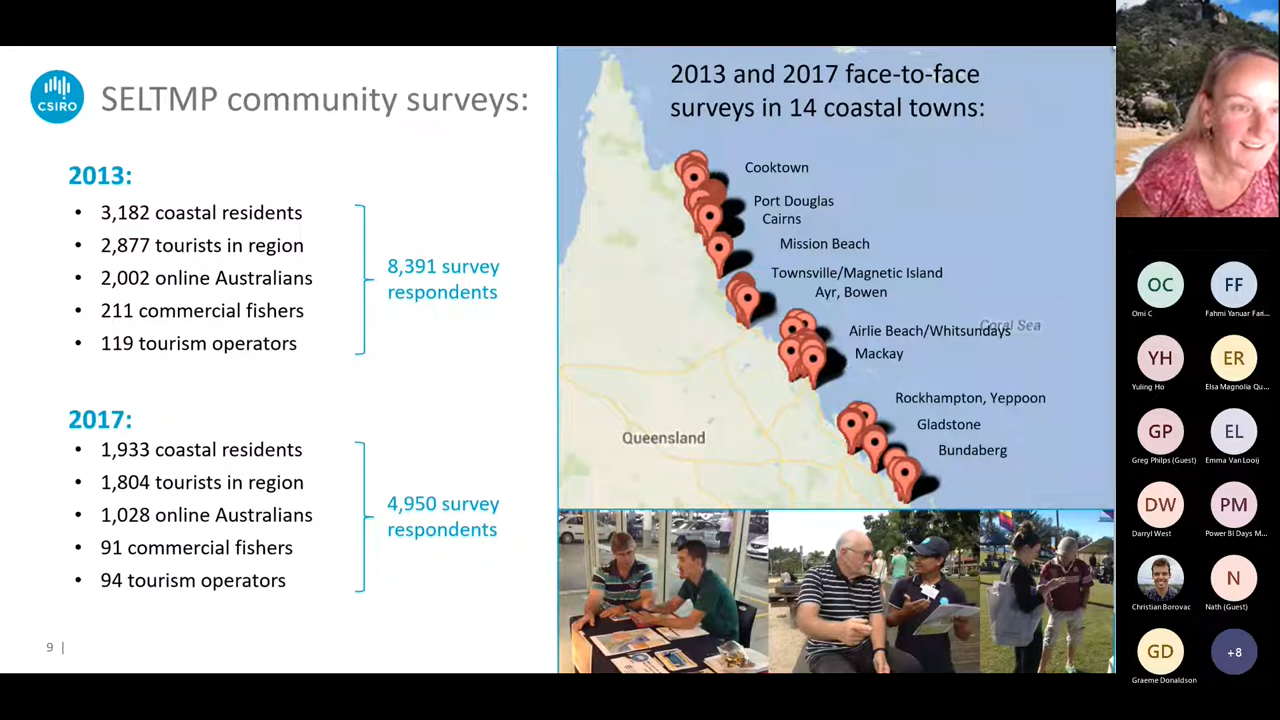 CSIRO
SELTMP community surveys:
2013:
• 3,182 coastal residents
• 2,877 tourists in region
• 2,002 online Australians
• 211 commercial fishers
• 119 tourism operators
8,391 survey
respondents
2017:
• 1,933 coastal residents
• 1,804 tourists in region
• 1,028 online Australians
• 91 commercial fishers
• 94 tourism operators
4,950 survey
respondents
9 |
2013 and 2017 face-to-face
surveys in 14 coastal towns:
Cooktown
Port Douglas
Cairns
Mission Beach
Townsville/Magnetic Island
Ayr, Bowen
Coral Sea
Airlie Beach/Whitsundays
Mackay
Rockhampton, Yeppoon
Gladstone
Queensland
Bundaberg
OC
Omi C
FF
Fahmi Yanuar Fari...
YH
Yuling Ho
ER
Elsa Magnolia Qu...
GP
Greg Philps (Guest)
EL
Emma Van Looij
DW
Darryl West
PM
Power BI Days M...
Christian Borovac
N
Nath (Guest)
GD
Graeme Donaldson
+8